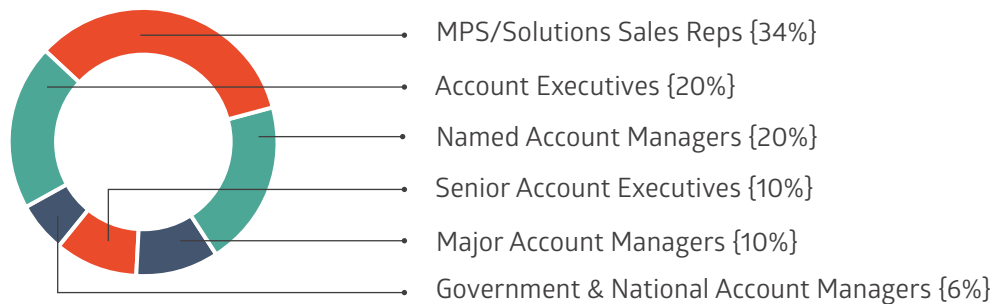 MPS/Solutions Sales Reps {34%}
Account Executives {20%}
Named Account Managers {20%}
Senior Account Executives {10%}
Major Account Managers {10%}
Government & National Account Managers {6%}